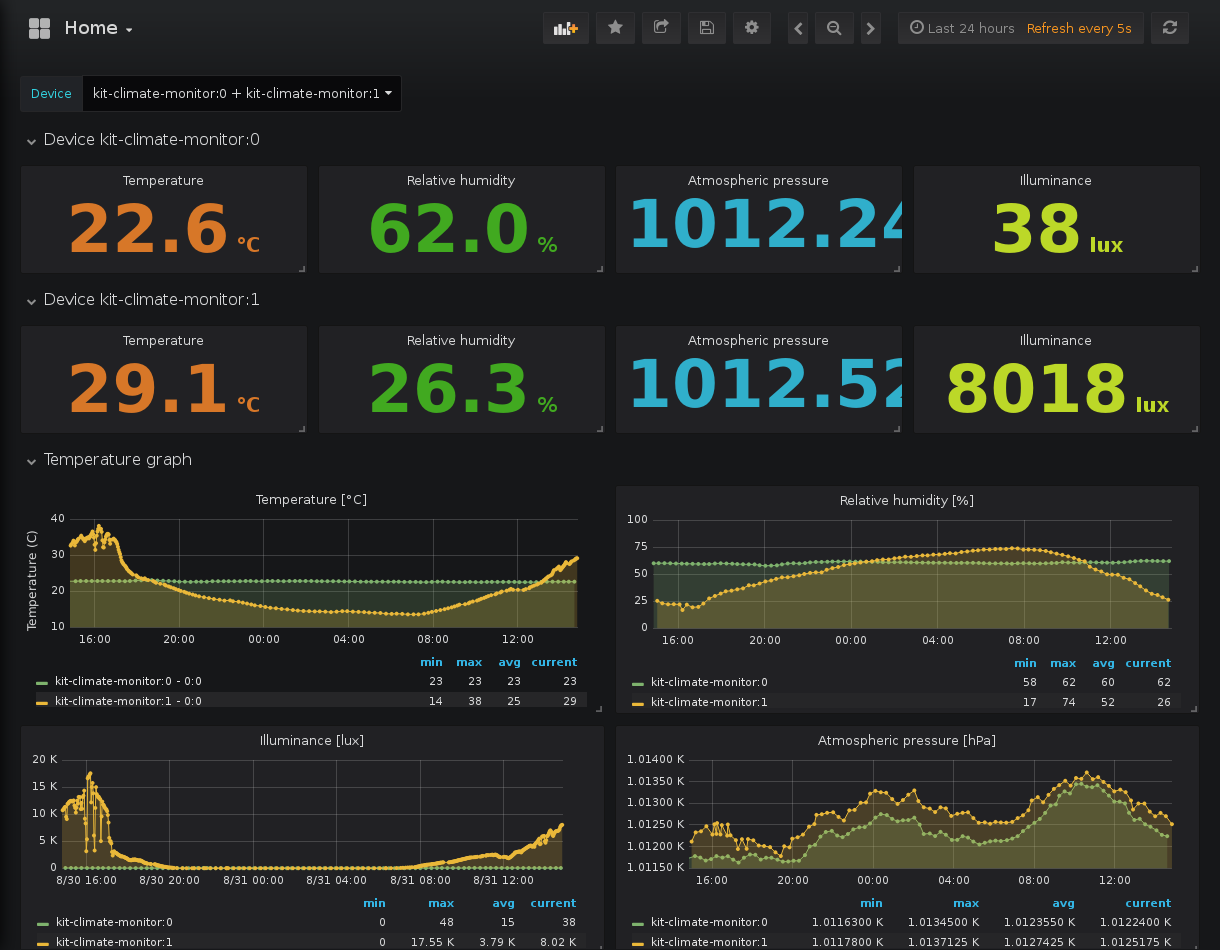 Home
Last 24 hours Refresh every 5s
Device kit-climate-monitor:0 + kit-climate-monitor:1
Device kit-climate-monitor:0
Temperature Relative humidity Atmospheric pressure Illuminance
22.6 °C 62.0 % 1012.24 38 lux
Device kit-climate-monitor:1
Temperature Relative humidity Atmospheric pressure Illuminance
29.1 °C 26.3 % 1012.52 8018 lux
Temperature graph
Temperature [°C]
Temperature (C)
40
30
20
10
16:00 20:00 00:00 04:00 08:00 12:00
min max avg current
kit-climate-monitor:0 - 0:0 23 23 23 23
kit-climate-monitor:1 - 0:0 14 38 25 29
Relative humidity [%]
100
75
50
25
0
16:00 20:00 00:00 04:00 08:00 12:00
min max avg current
kit-climate-monitor:0 58 62 60 62
kit-climate-monitor:1 17 74 52 26
Illuminance [lux]
20 K
15 K
10 K
5 K
0
8/30 16:00 8/30 20:00 8/31 00:00 8/31 04:00 8/31 08:00 8/31 12:00
min max avg current
kit-climate-monitor:0 0 48 15 38
kit-climate-monitor:1 0 17.55 K 3.79 K 8.02 K
Atmospheric pressure [hPa]
1.01400 K
1.01350 K
1.01300 K
1.01250 K
1.01200 K
1.01150 K
16:00 20:00 00:00 04:00 08:00 12:00
min max avg current
kit-climate-monitor:0 1.0116300 K 1.0134500 K 1.0123550 K 1.0122400 K
kit-climate-monitor:1 1.0117800 K 1.0137125 K 1.0127425 K 1.0125175 K